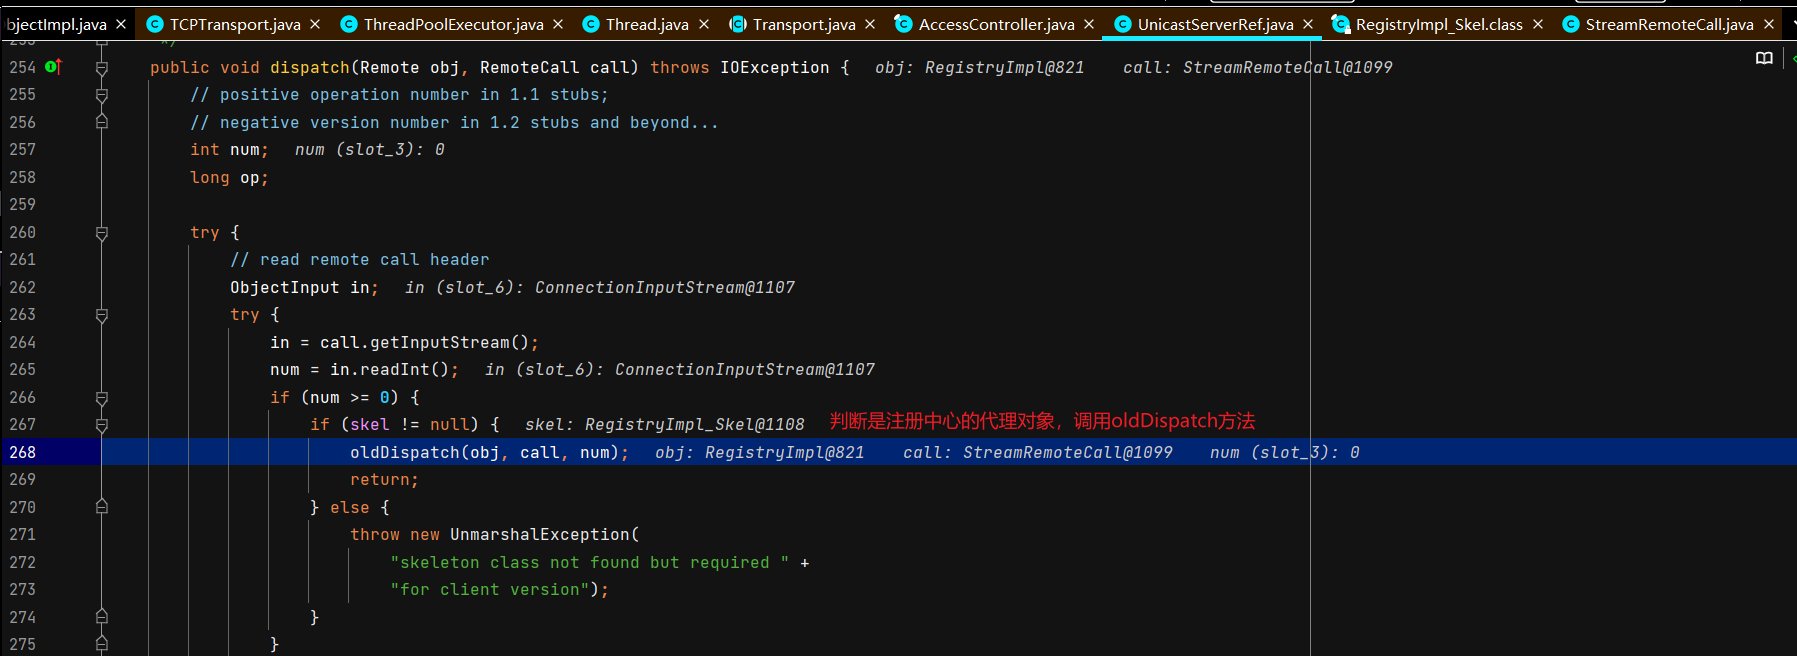 bjectImpl.java TCPTransport.java ThreadPoolExecutor.java Thread.java Transport.java AccessController.java UnicastServerRef.java RegistryImpl_Skel.class StreamRemoteCall.java
253 */
254 public void dispatch(Remote obj, RemoteCall call) throws IOException { obj: RegistryImpl@821 call: StreamRemoteCall@1099
255 // positive operation number in 1.1 stubs;
256 // negative version number in 1.2 stubs and beyond...
257 int num; num (slot_3): 0
258 long op;
259
260 try {
261 // read remote call header
262 ObjectInput in; in (slot_6): ConnectionInputStream@1107
263 try {
264 in = call.getInputStream();
265 num = in.readInt(); in (slot_6): ConnectionInputStream@1107
266 if (num >= 0) {
267 if (skel != null) { skel: RegistryImpl_Skel@1108 判断是注册中心的代理对象，调用oldDispatch方法
268 oldDispatch(obj, call, num); obj: RegistryImpl@821 call: StreamRemoteCall@1099 num (slot_3): 0
269 return;
270 } else {
271 throw new UnmarshalException(
272 "skeleton class not found but required " +
273 "for client version");
274 }
275 }